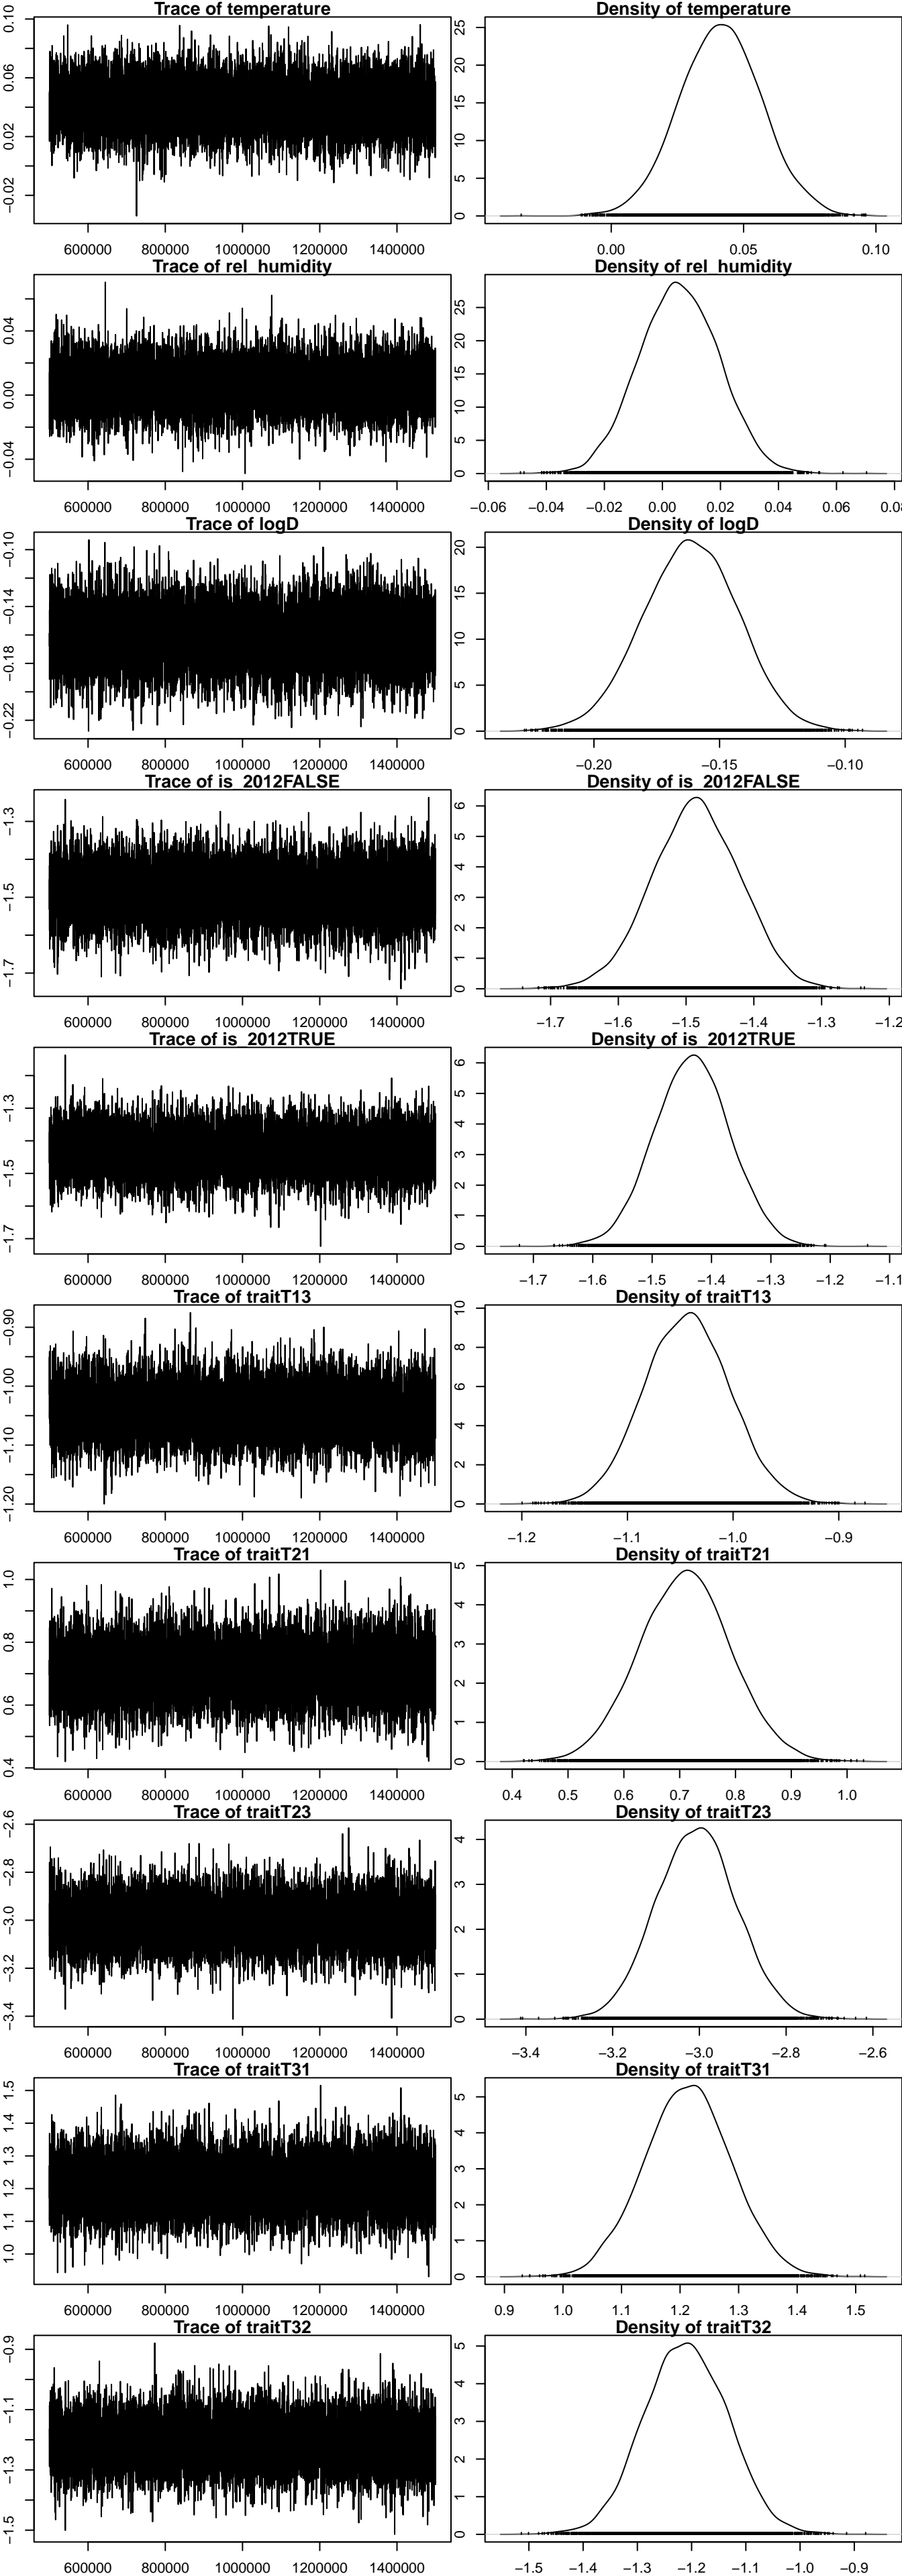 Trace of temperature
0.10
0.06
0.02
−0.02
600000 800000 1000000 1200000 1400000
Density of temperature
25
20
15
10
5
0
0.00 0.05 0.10
Trace of rel_humidity
0.04
0.00
−0.04
600000 800000 1000000 1200000 1400000
Density of rel_humidity
25
20
15
10
5
0
−0.06 −0.04 −0.02 0.00 0.02 0.04 0.06
Trace of logD
−0.10
−0.14
−0.18
−0.22
600000 800000 1000000 1200000 1400000
Density of logD
20
15
10
5
0
−0.20 −0.15 −0.10
Trace of is_2012FALSE
−1.3
−1.5
−1.7
600000 800000 1000000 1200000 1400000
Density of is_2012FALSE
6
5
4
3
2
1
0
−1.7 −1.6 −1.5 −1.4 −1.3 −1.2
Trace of is_2012TRUE
−1.3
−1.5
−1.7
600000 800000 1000000 1200000 1400000
Density of is_2012TRUE
6
5
4
3
2
1
0
−1.7 −1.6 −1.5 −1.4 −1.3 −1.2 −1.1
Trace of traitT13
−0.90
−1.00
−1.10
−1.20
600000 800000 1000000 1200000 1400000
Density of traitT13
10
8
6
4
2
0
−1.2 −1.1 −1.0 −0.9
Trace of traitT21
1.0
0.8
0.6
0.4
600000 800000 1000000 1200000 1400000
Density of traitT21
5
4
3
2
1
0
0.4 0.5 0.6 0.7 0.8 0.9 1.0
Trace of traitT23
−2.6
−2.8
−3.0
−3.2
−3.4
600000 800000 1000000 1200000 1400000
Density of traitT23
4
3
2
1
0
−3.4 −3.2 −3.0 −2.8 −2.6
Trace of traitT31
1.5
1.4
1.3
1.2
1.1
1.0
600000 800000 1000000 1200000 1400000
Density of traitT31
5
4
3
2
1
0
0.9 1.0 1.1 1.2 1.3 1.4 1.5
Trace of traitT32
−0.9
−1.1
−1.3
−1.5
Density of traitT32
5
4
3
2
1
0
−1.5 −1.4 −1.3 −1.2 −1.1 −1.0 −0.9